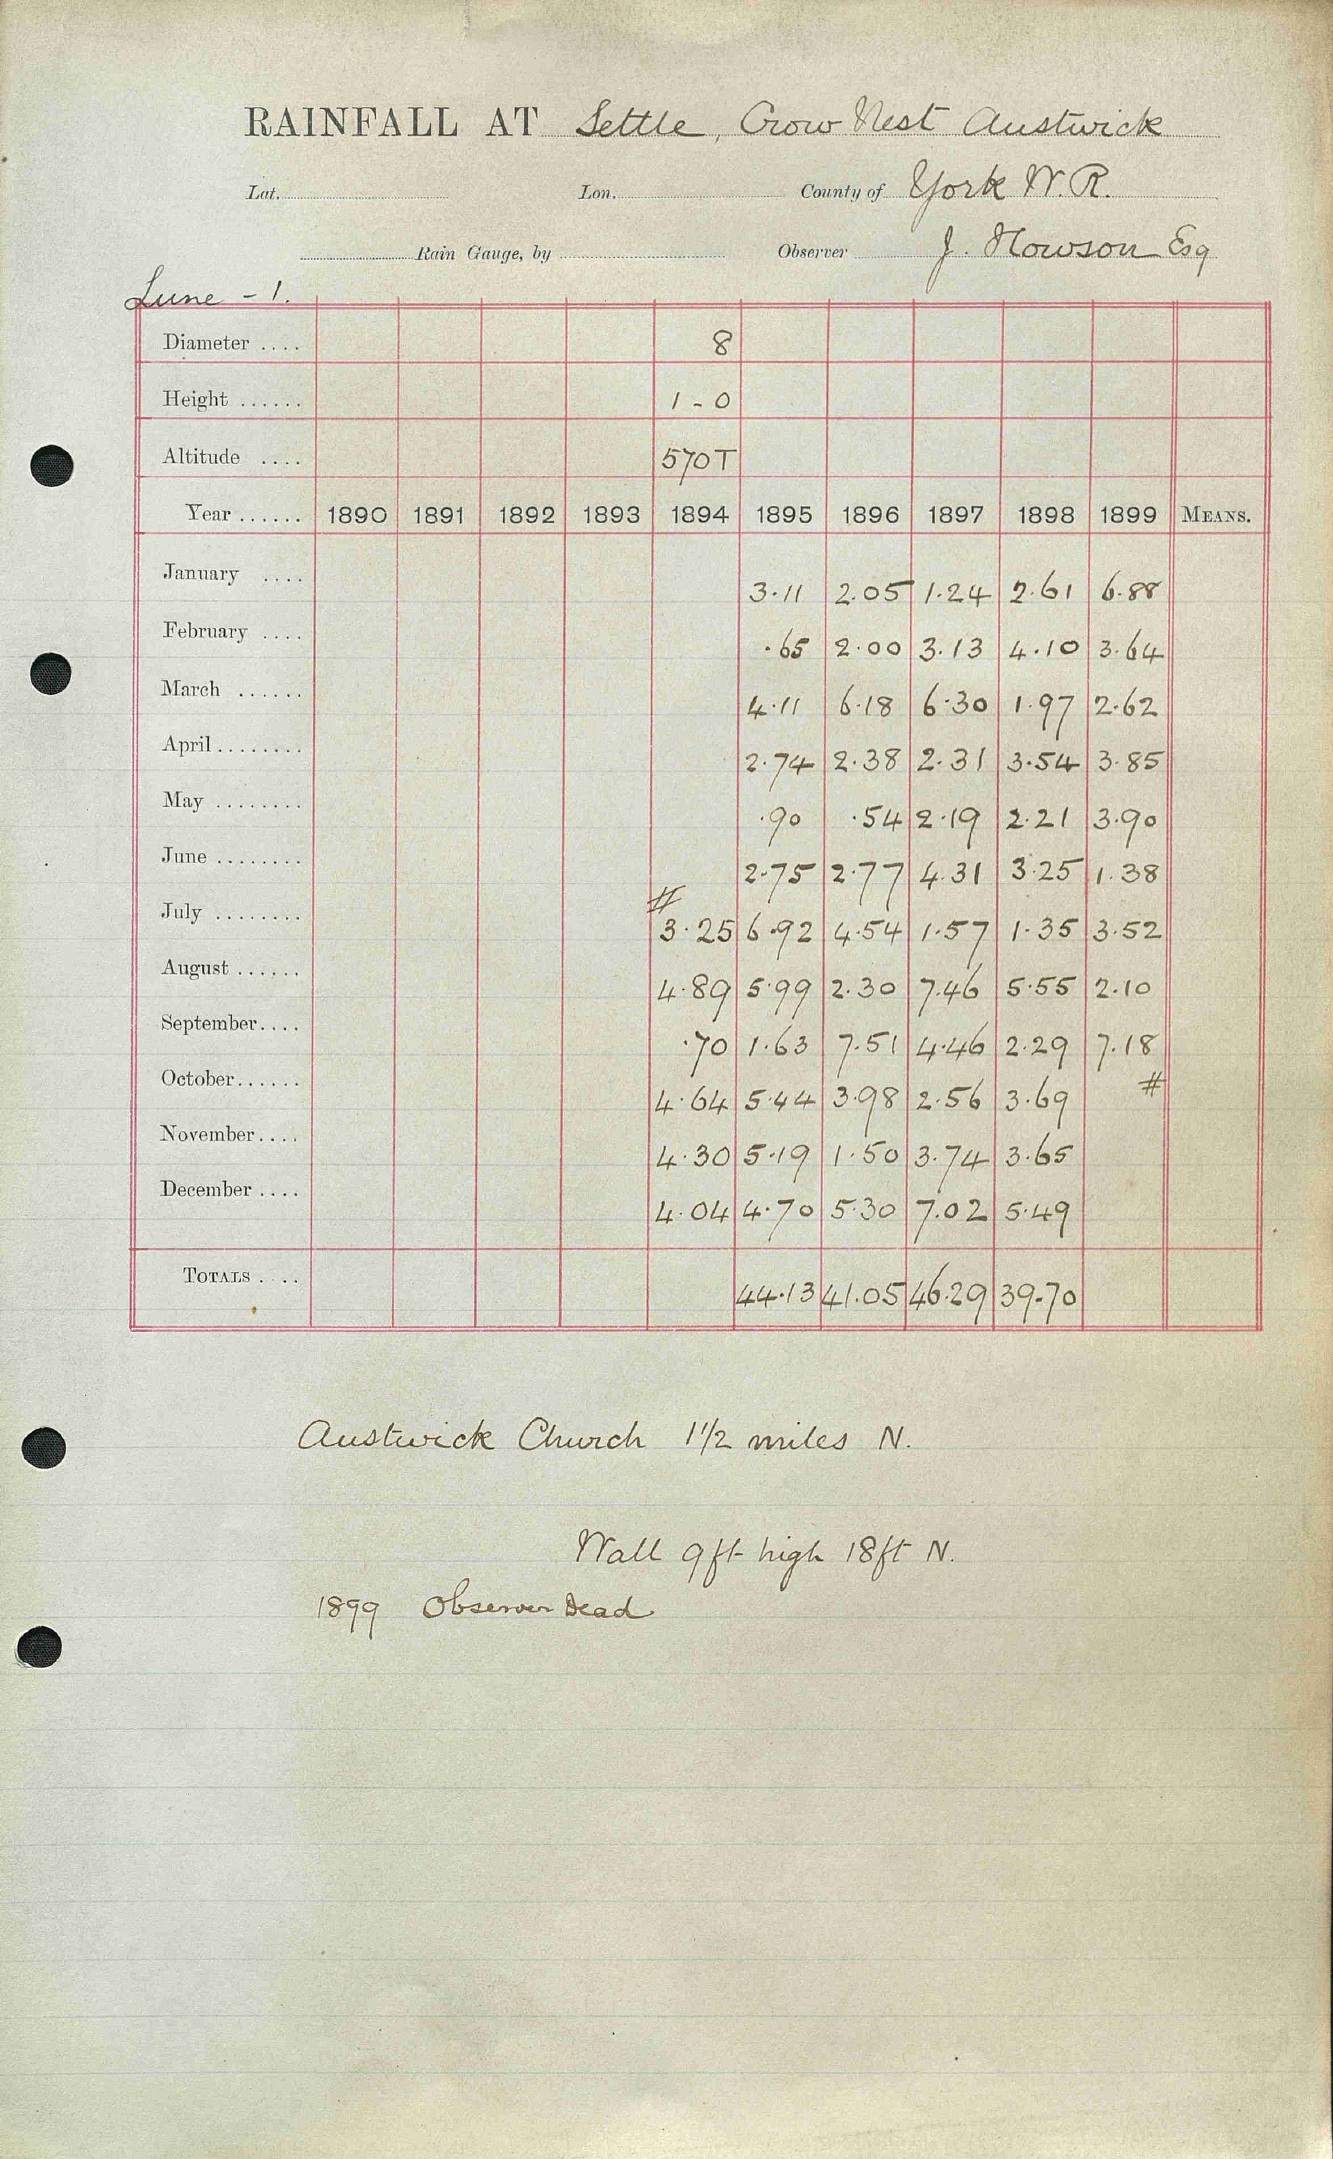 RAINFALL AT Settle, Crow Nest Austwick
Lat. Lon. County of York W.R.
Rain Gauge, by Observer J. Howson Esq
Lune - 1.
Diameter .... 8
Height ...... 1 - 0
Altitude .... 570T
Year ...... 1890 1891 1892 1893 1894 1895 1896 1897 1898 1899 MEANS.
January .... 3.11 2.05 1.24 2.61 6.88
February .... .65 2.00 3.13 4.10 3.64
March ...... 4.11 6.18 6.30 1.97 2.62
April ........ 2.74 2.38 2.31 3.54 3.85
May ........ .90 .54 2.19 2.21 3.90
June ........ 2.75 2.77 4.31 3.25 1.38
#
July ........ 3.25 6.92 4.54 1.57 1.35 3.52
August ...... 4.89 5.99 2.30 7.46 5.55 2.10
September .... .70 1.63 7.51 4.46 2.29 7.18
#
October ...... 4.64 5.44 3.98 2.56 3.69
November .... 4.30 5.19 1.50 3.74 3.65
December .... 4.04 4.70 5.30 7.02 5.49
TOTALS .... 44.13 41.05 46.29 39.70
Austwick Church 1 1/2 miles N.
Wall 9ft high 18ft N.
1899 Observer Dead